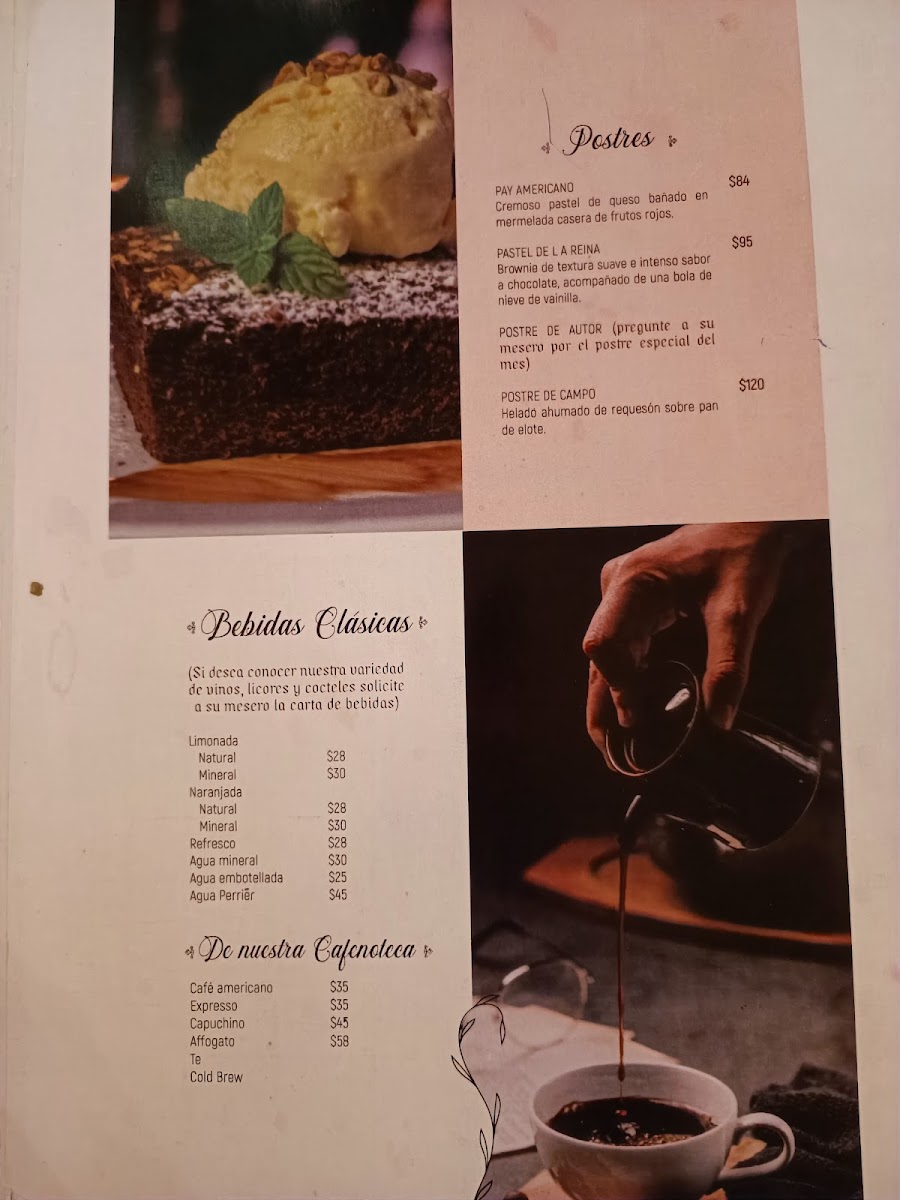 Postres
PAY AMERICANO $84
Cremoso pastel de queso bañado en
mermelada casera de frutos rojos.
PASTEL DE L A REINA $95
Brownie de textura suave e intenso sabor
a chocolate, acompañado de una bola de
nieve de vainilla.
POSTRE DE AUTOR (pregunte a su
mesero por el postre especial del
mes)
POSTRE DE CAMPO $120
Helado ahumado de requesón sobre pan
de elote.
Bebidas Clásicas
(Si desea conocer nuestra variedad
de vinos, licores y cocteles solicite
a su mesero la carta de bebidas)
Limonada
Natural $28
Mineral $30
Naranjada
Natural $28
Mineral $30
Refresco $28
Agua mineral $30
Agua embotellada $25
Agua Perriër $45
De nuestra Cafenoteca
Café americano $35
Expresso $35
Capuchino $45
Affogato $58
Te
Cold Brew